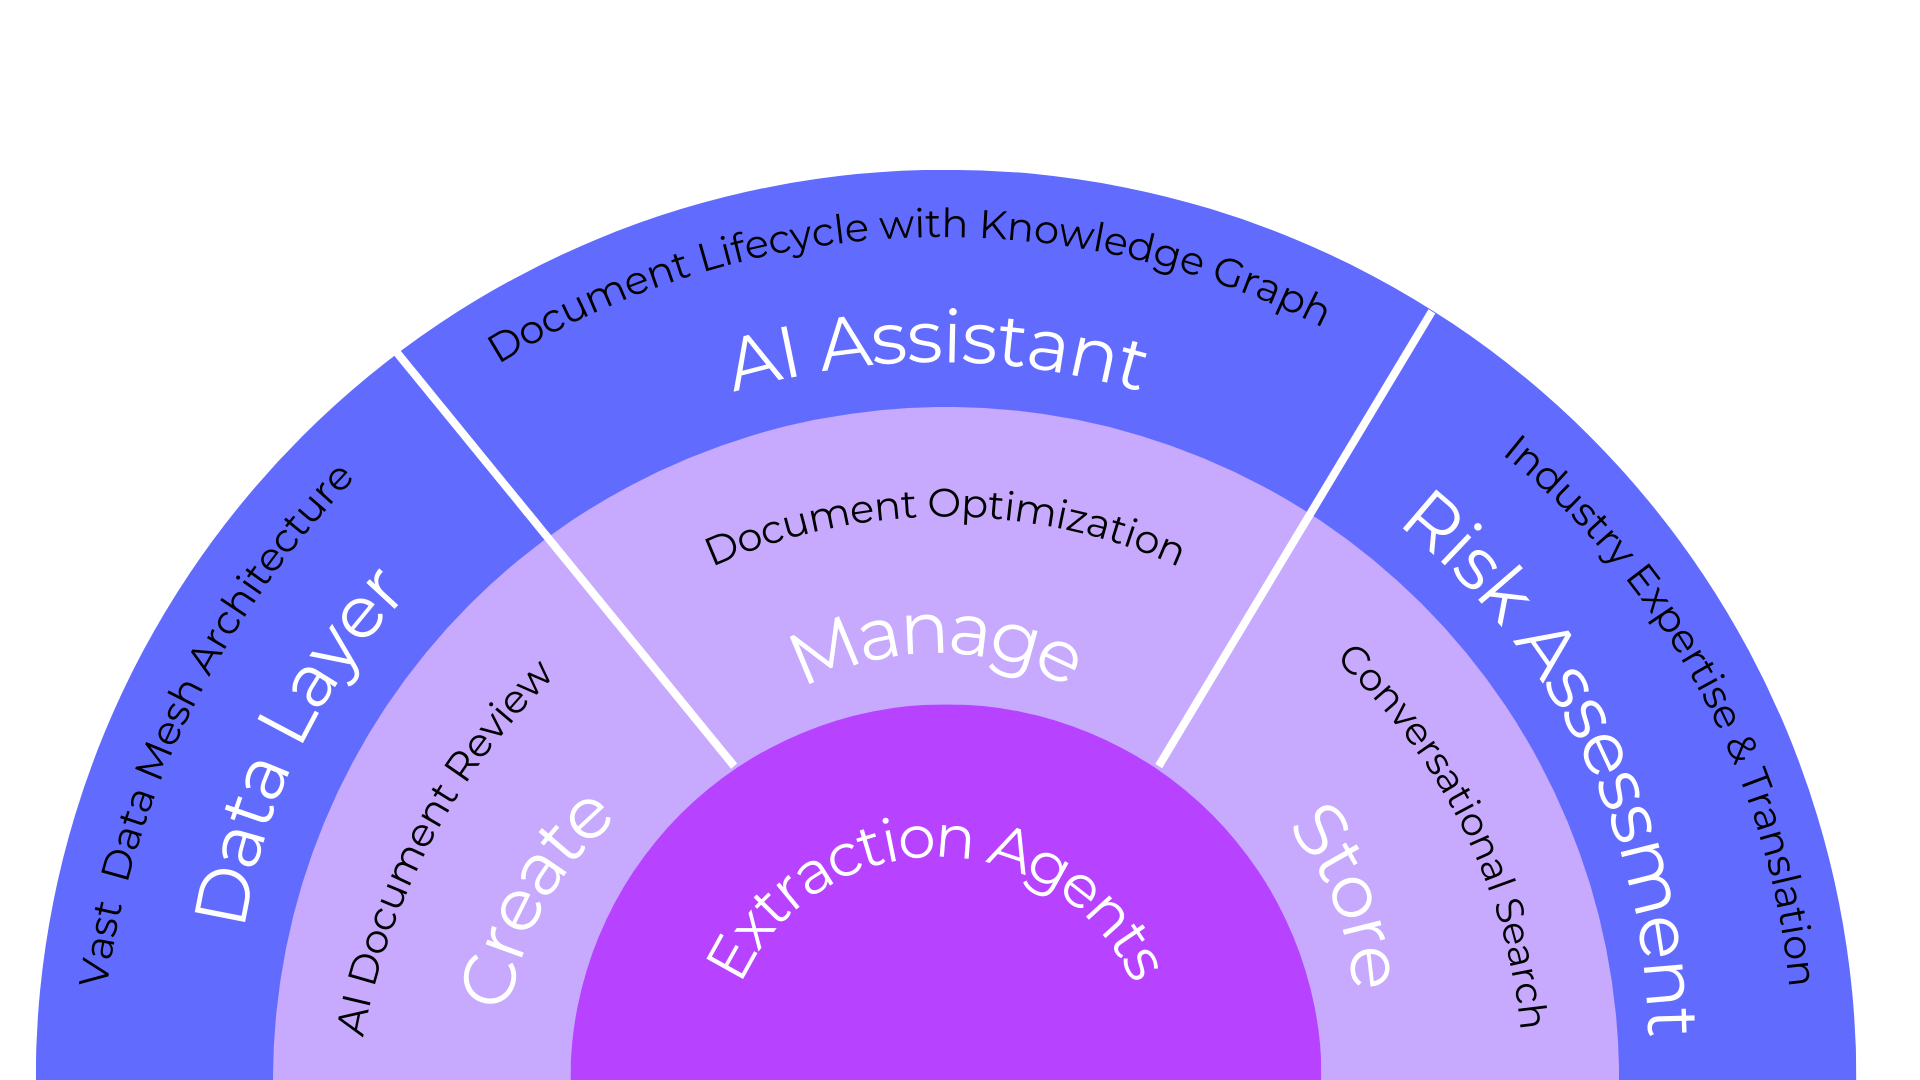 Document Lifecycle with Knowledge Graph
AI Assistant
Vast Data Mesh Architecture
Data Layer
Industry Expertise & Translation
Risk Assessment
Document Optimization
Manage
AI Document Review
Create
Conversational Search
Store
Extraction Agents